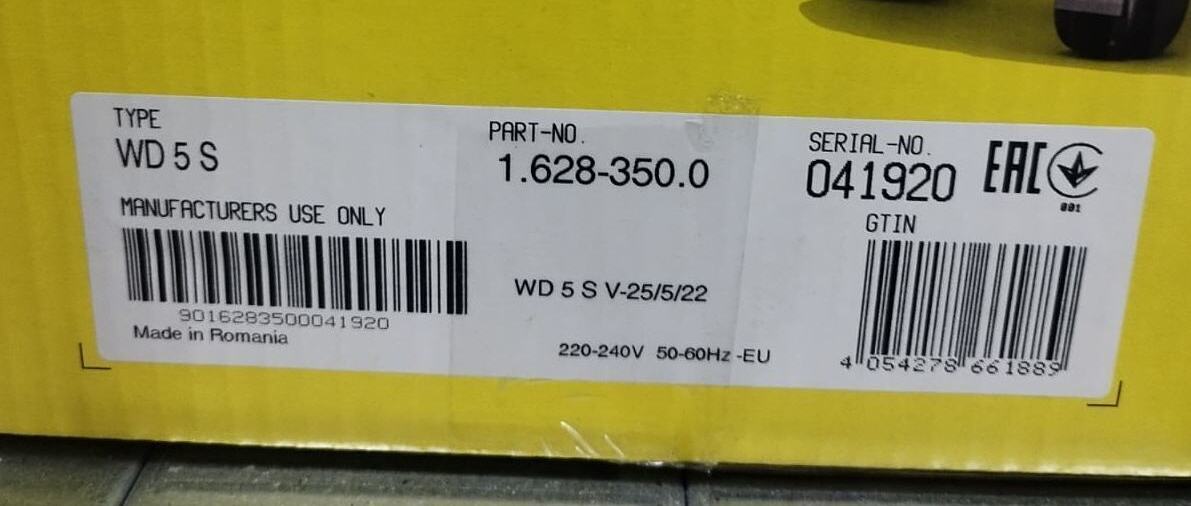 TYPE
WD 5 S
PART-NO.
1.628-350.0
SERIAL-NO.
041920
EAC
001
MANUFACTURERS USE ONLY
9016283500041920
Made in Romania
WD 5 S V-25/5/22
220-240V 50-60Hz -EU
GTIN
4 054278 661889